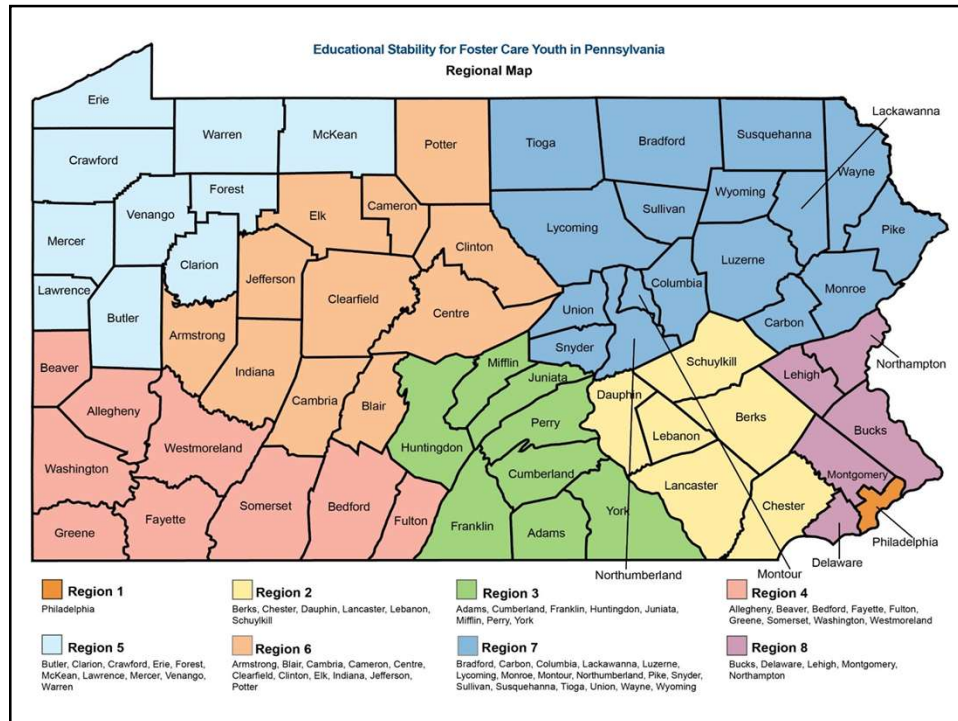 Educational Stability for Foster Care Youth in Pennsylvania
Regional Map
Erie
Crawford
Warren
McKean
Potter
Tioga
Bradford
Susquehanna
Lackawanna
Wayne
Forest
Venango
Mercer
Elk
Cameron
Clinton
Lycoming
Sullivan
Wyoming
Pike
Lawrence
Butler
Clarion
Jefferson
Clearfield
Centre
Union
Columbia
Luzerne
Monroe
Carbon
Snyder
Armstrong
Indiana
Beaver
Allegheny
Westmoreland
Cambria
Blair
Huntingdon
Mifflin
Juniata
Perry
Dauphin
Schuylkill
Lehigh
Northampton
Lebanon
Berks
Bucks
Washington
Greene
Fayette
Somerset
Bedford
Fulton
Franklin
Cumberland
Adams
York
Lancaster
Chester
Montgomery
Philadelphia
Delaware
Northumberland
Montour
Region 1
Philadelphia
Region 2
Berks, Chester, Dauphin, Lancaster, Lebanon,
Schuylkill
Region 3
Adams, Cumberland, Franklin, Huntingdon, Juniata,
Mifflin, Perry, York
Region 4
Allegheny, Beaver, Bedford, Fayette, Fulton,
Greene, Somerset, Washington, Westmoreland
Region 5
Butler, Clarion, Crawford, Erie, Forest,
McKean, Lawrence, Mercer, Venango,
Warren
Region 6
Armstrong, Blair, Cambria, Cameron, Centre,
Clearfield, Clinton, Elk, Indiana, Jefferson,
Potter
Region 7
Bradford, Carbon, Columbia, Lackawanna, Luzerne,
Lycoming, Monroe, Montour, Northumberland, Pike, Snyder,
Sullivan, Susquehanna, Tioga, Union, Wayne, Wyoming
Region 8
Bucks, Delaware, Lehigh, Montgomery,
Northampton